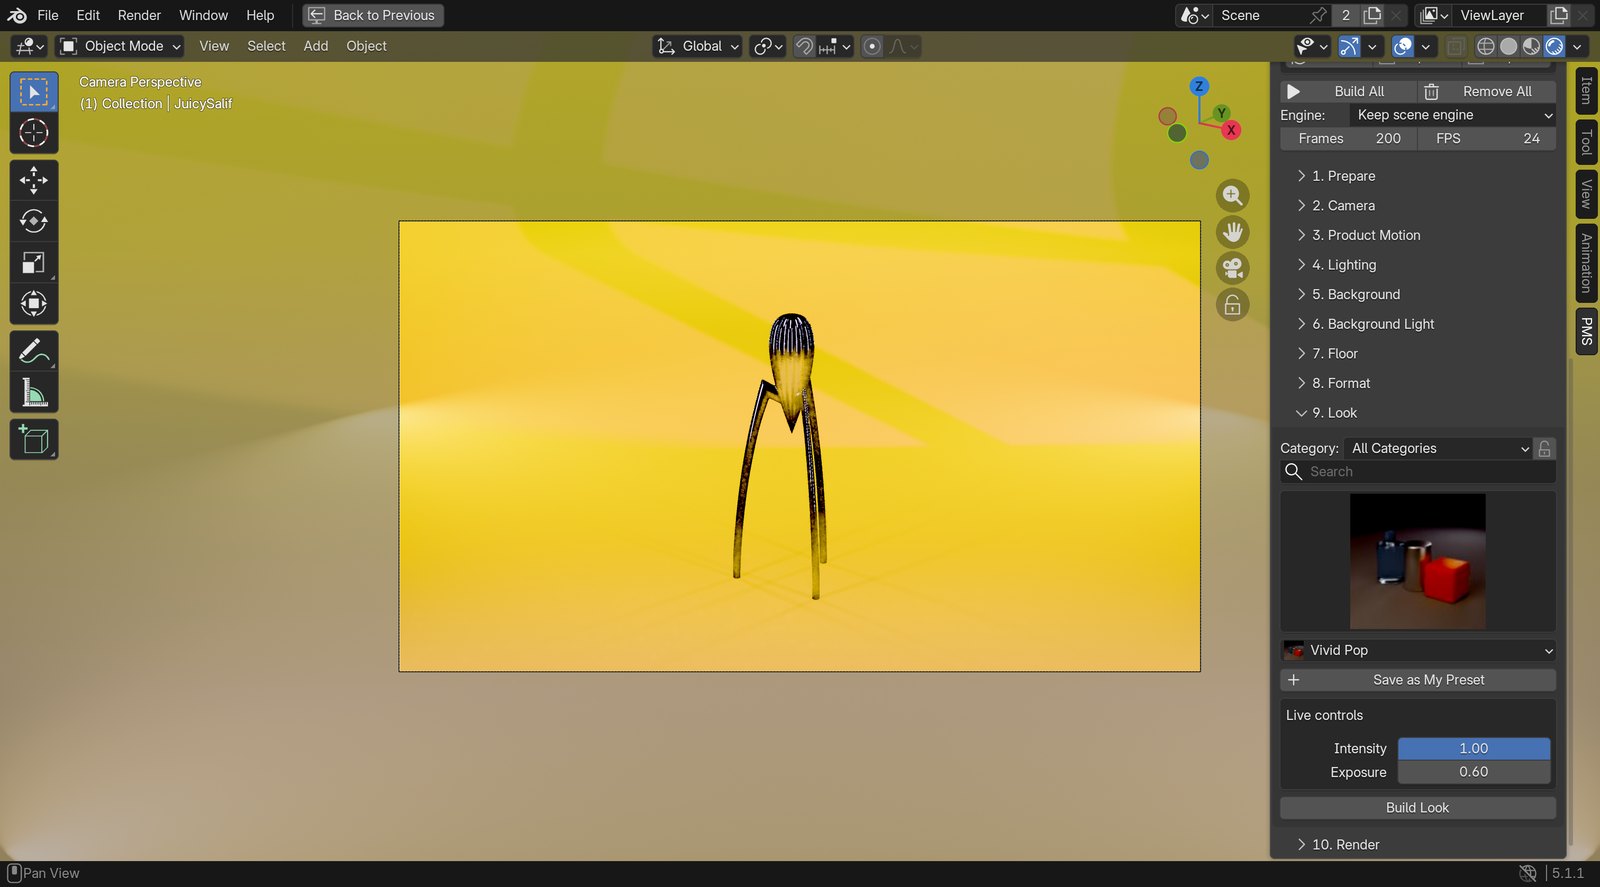 File Edit Render Window Help Back to Previous Scene 2 ViewLayer
Object Mode View Select Add Object Global
Camera Perspective
(1) Collection | JuicySalif
Z
Y
X
Build All Remove All
Engine: Keep scene engine
Frames 200 FPS 24
1. Prepare
2. Camera
3. Product Motion
4. Lighting
5. Background
6. Background Light
7. Floor
8. Format
9. Look
Category: All Categories
Search
Vivid Pop
Save as My Preset
Live controls
Intensity 1.00
Exposure 0.60
Build Look
10. Render
Item
Tool
View
Animation
PMS
Pan View 5.1.1